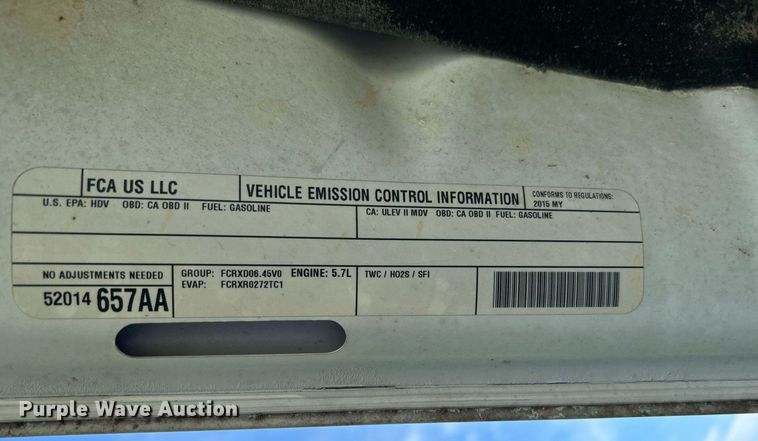 FCA US LLC
VEHICLE EMISSION CONTROL INFORMATION
CONFORMS TO REGULATIONS:
2015 MY
U.S. EPA: HDV OBD: CA OBD II FUEL: GASOLINE
CA: ULEV II MDV OBD: CA OBD II FUEL: GASOLINE
NO ADJUSTMENTS NEEDED
52014 657AA
GROUP: FCRXD06.45V0 ENGINE: 5.7L
EVAP: FCRXR0272TC1
TWC / HO2S / SFI
Purple Wave Auction